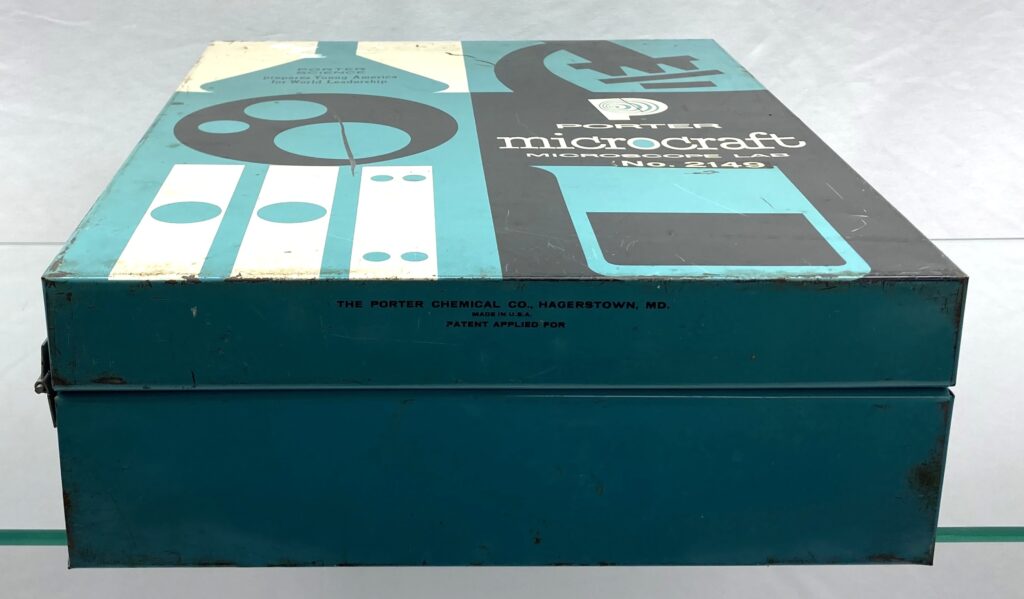 PORTER
SCIENCE
Prepares Young America
for World Leadership
P
PORTER
microcraft
MICROSCOPE LAB
No. 2149
THE PORTER CHEMICAL CO., HAGERSTOWN, MD.
MADE IN U.S.A.
PATENT APPLIED FOR